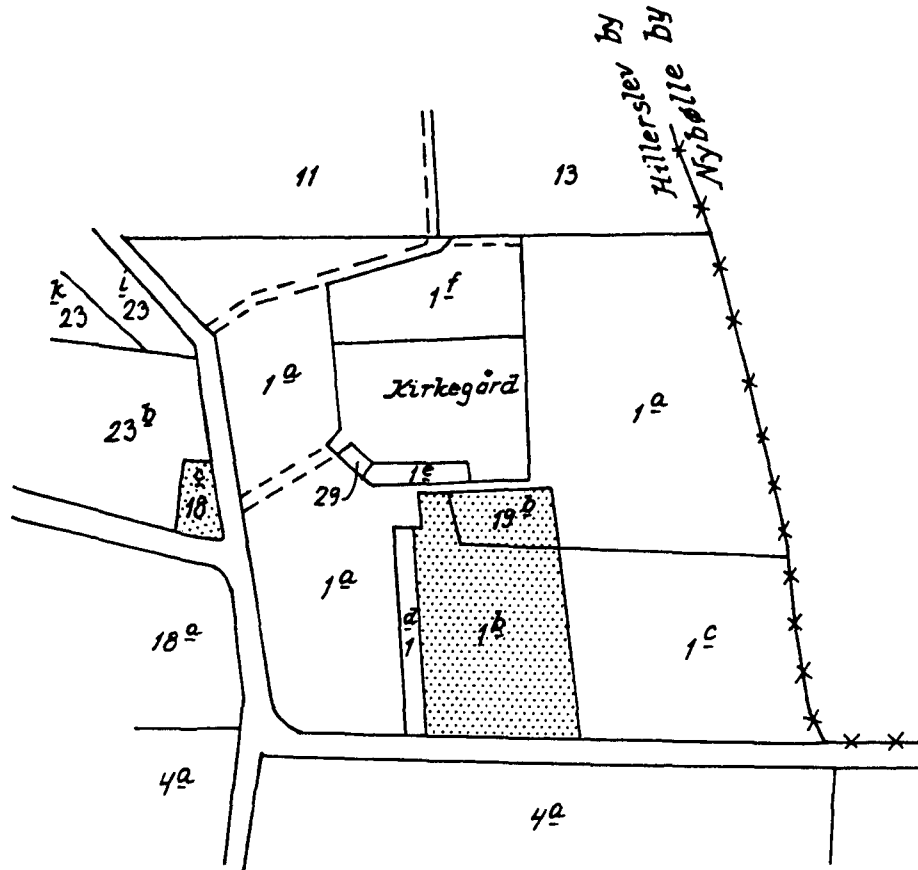 Hillerslev by
Nybølle by
11
13
k
23
i
23
1f
1a
Kirkegård
1a
23b
18
29
1e
19b
1a
d
1
1b
18a
1c
4a
4a